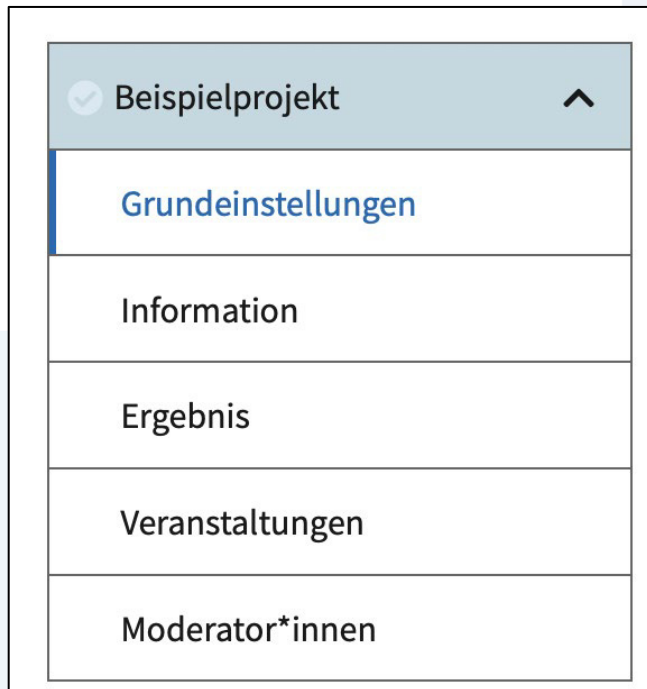 Beispielprojekt
Grundeinstellungen
Information
Ergebnis
Veranstaltungen
Moderator*innen